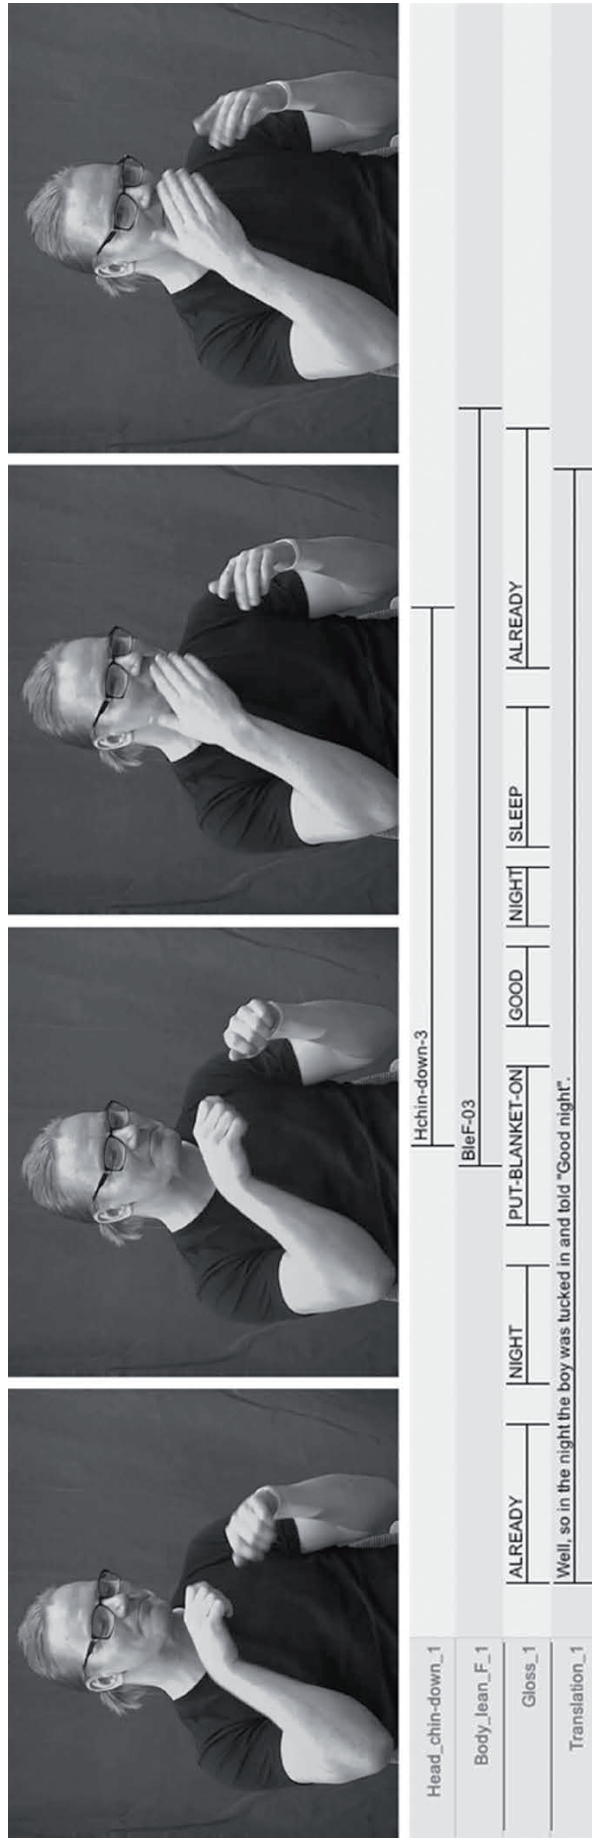 Head_chin-down_1 Hchin-down-3
Body_lean_F_1 BleF-03
Gloss_1 ALREADY NIGHT PUT-BLANKET-ON GOOD NIGHT SLEEP ALREADY
Translation_1 Well, so in the night the boy was tucked in and told "Good night".